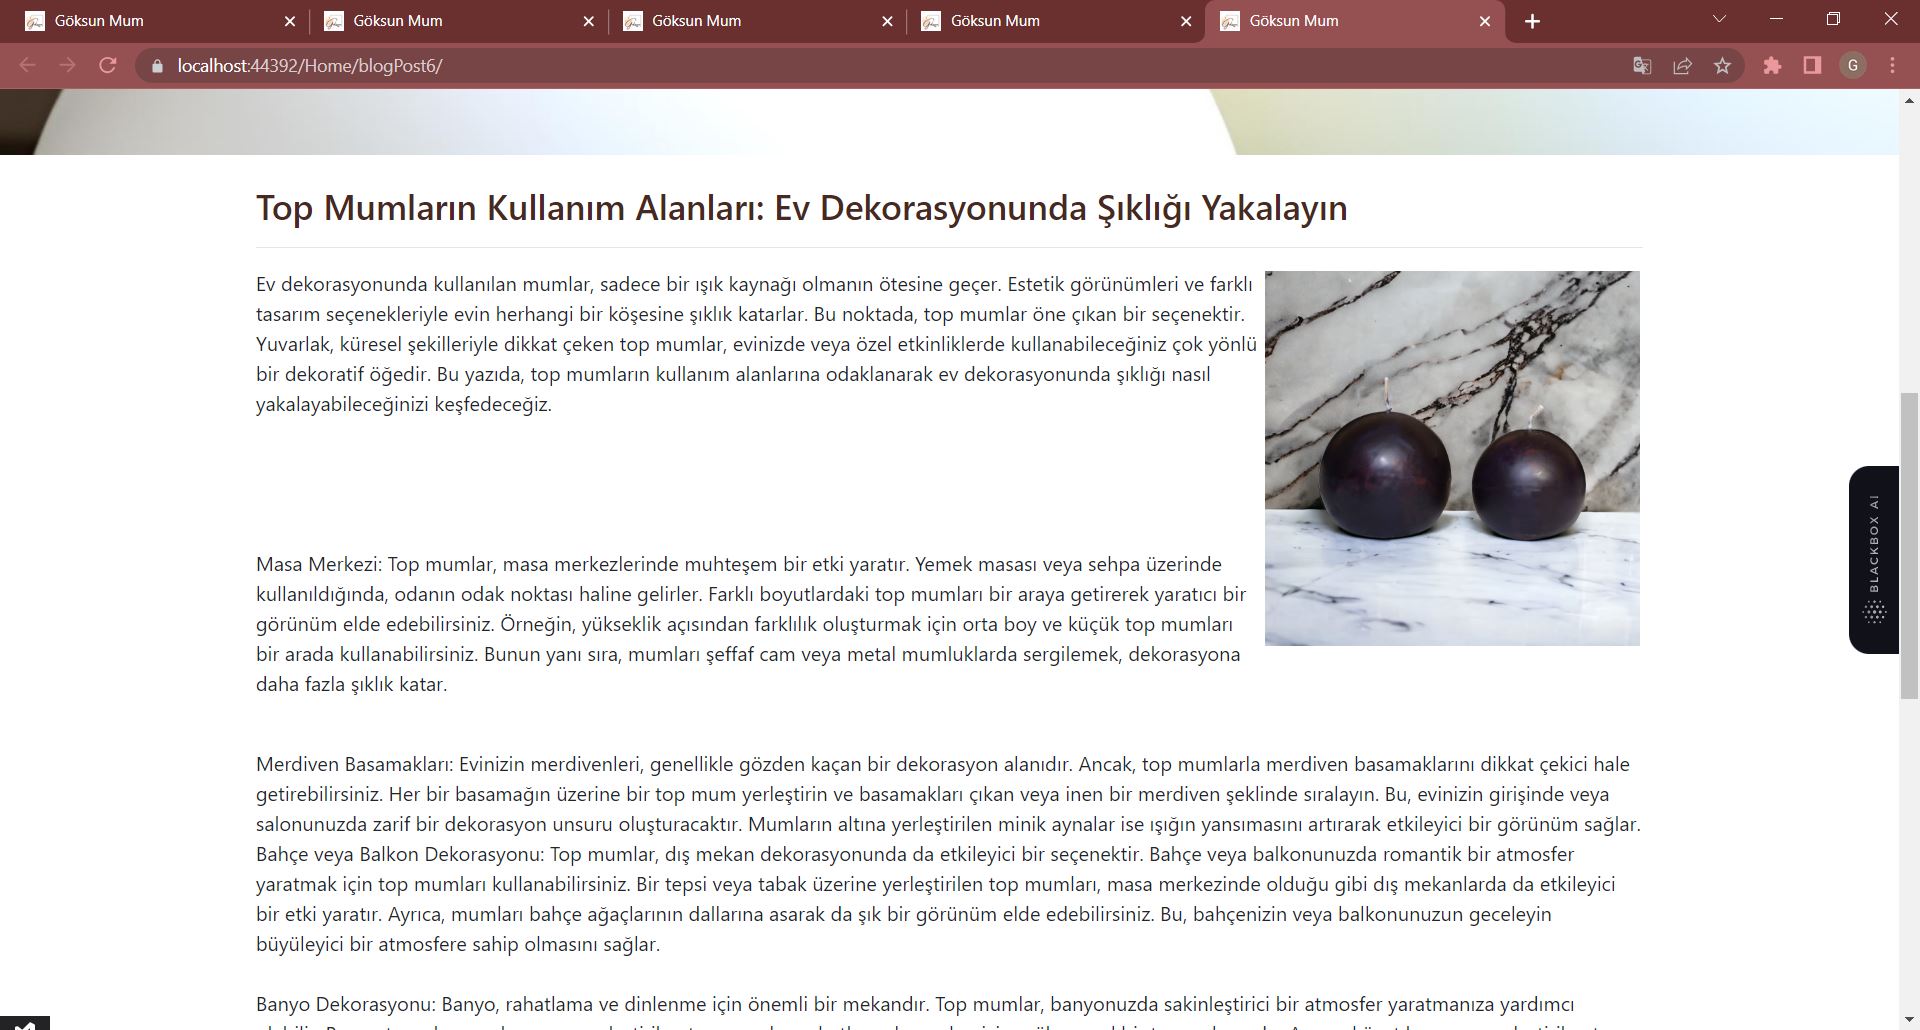 Göksun Mum
Göksun Mum
Göksun Mum
Göksun Mum
Göksun Mum
localhost:44392/Home/blogPost6/
G
Top Mumların Kullanım Alanları: Ev Dekorasyonunda Şıklığı Yakalayın
Ev dekorasyonunda kullanılan mumlar, sadece bir ışık kaynağı olmanın ötesine geçer. Estetik görünümleri ve farklı
tasarım seçenekleriyle evin herhangi bir köşesine şıklık katarlar. Bu noktada, top mumlar öne çıkan bir seçenektir.
Yuvarlak, küresel şekilleriyle dikkat çeken top mumlar, evinizde veya özel etkinliklerde kullanabileceğiniz çok yönlü
bir dekoratif öğedir. Bu yazıda, top mumların kullanım alanlarına odaklanarak ev dekorasyonunda şıklığı nasıl
yakalayabileceğinizi keşfedeceğiz.
Masa Merkezi: Top mumlar, masa merkezlerinde muhteşem bir etki yaratır. Yemek masası veya sehpa üzerinde
kullanıldığında, odanın odak noktası haline gelirler. Farklı boyutlardaki top mumları bir araya getirerek yaratıcı bir
görünüm elde edebilirsiniz. Örneğin, yükseklik açısından farklılık oluşturmak için orta boy ve küçük top mumları
bir arada kullanabilirsiniz. Bunun yanı sıra, mumları şeffaf cam veya metal mumluklarda sergilemek, dekorasyona
daha fazla şıklık katar.
BLACKBOX AI
Merdiven Basamakları: Evinizin merdivenleri, genellikle gözden kaçan bir dekorasyon alanıdır. Ancak, top mumlarla merdiven basamaklarını dikkat çekici hale
getirebilirsiniz. Her bir basamağın üzerine bir top mum yerleştirin ve basamakları çıkan veya inen bir merdiven şeklinde sıralayın. Bu, evinizin girişinde veya
salonunuzda zarif bir dekorasyon unsuru oluşturacaktır. Mumların altına yerleştirilen minik aynalar ise ışığın yansımasını artırarak etkileyici bir görünüm sağlar.
Bahçe veya Balkon Dekorasyonu: Top mumlar, dış mekan dekorasyonunda da etkileyici bir seçenektir. Bahçe veya balkonunuzda romantik bir atmosfer
yaratmak için top mumları kullanabilirsiniz. Bir tepsi veya tabak üzerine yerleştirilen top mumları, masa merkezinde olduğu gibi dış mekanlarda da etkileyici
bir etki yaratır. Ayrıca, mumları bahçe ağaçlarının dallarına asarak da şık bir görünüm elde edebilirsiniz. Bu, bahçenizin veya balkonunuzun geceleyin
büyüleyici bir atmosfere sahip olmasını sağlar.
Banyo Dekorasyonu: Banyo, rahatlama ve dinlenme için önemli bir mekandır. Top mumlar, banyonuzda sakinleştirici bir atmosfer yaratmanıza yardımcı